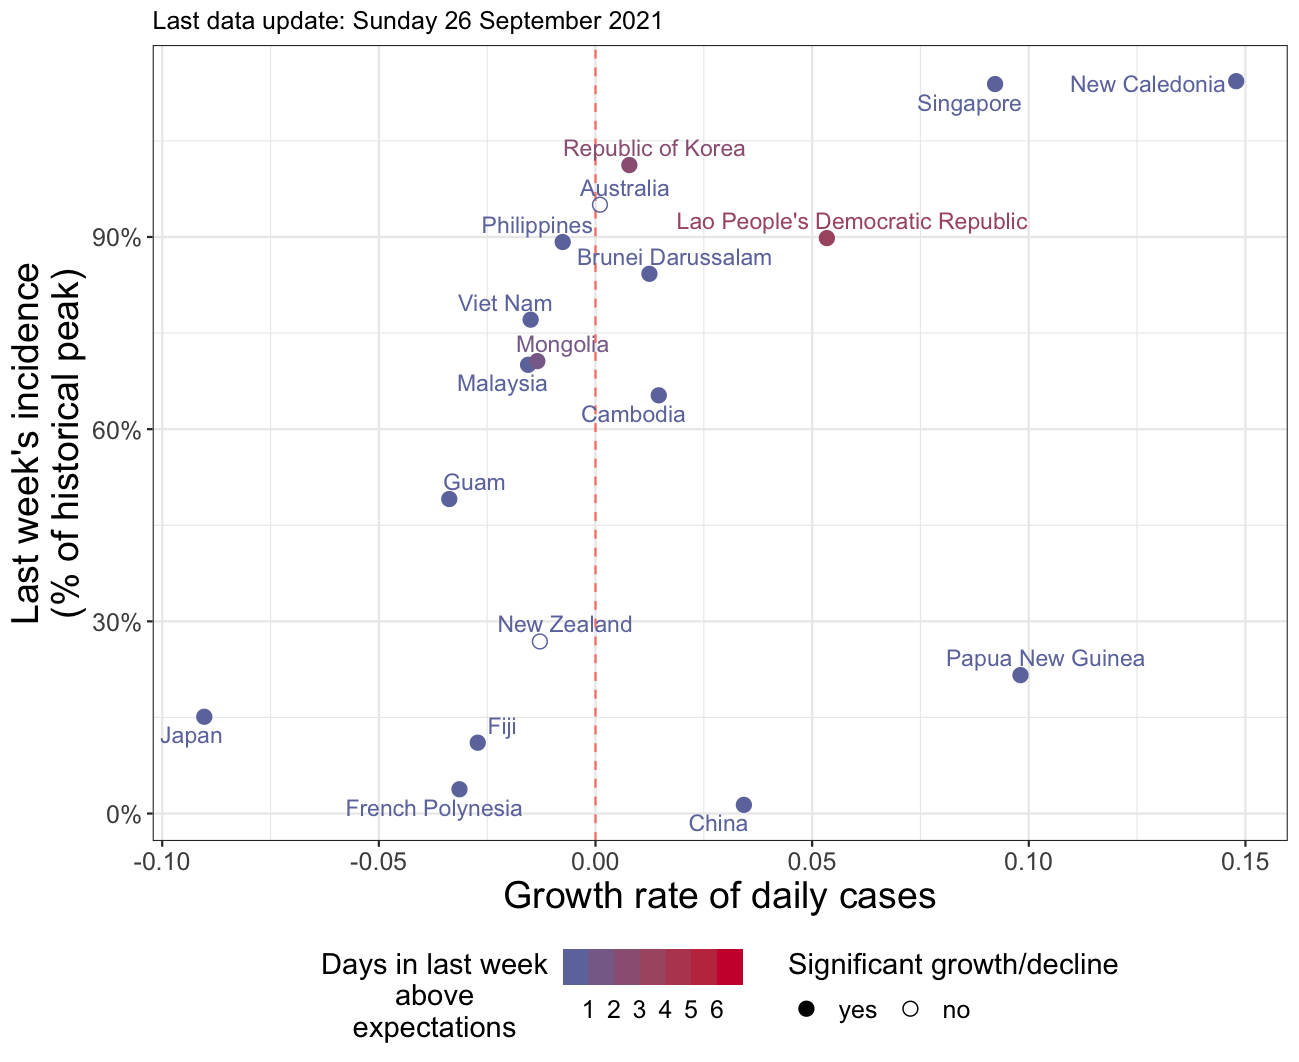 Last data update: Sunday 26 September 2021
New Caledonia
Singapore
Republic of Korea
Australia
Lao People's Democratic Republic
Philippines
Brunei Darussalam
Viet Nam
Mongolia
Malaysia
Cambodia
Guam
New Zealand
Papua New Guinea
Fiji
Japan
French Polynesia
China
90%
60%
30%
0%
Last week's incidence
(% of historical peak)
-0.10 -0.05 0.00 0.05 0.10 0.15
Growth rate of daily cases
Days in last week
above
expectations
1 2 3 4 5 6
Significant growth/decline
yes no